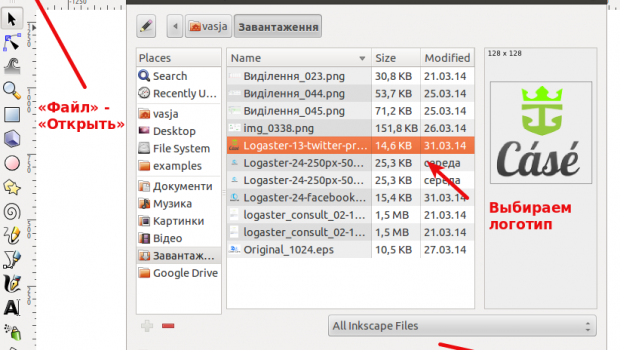 -1250
vasja Завантаження
Places Name Size Modified 128 x 128
Search Виділення_023.png 30,8 KB 21.03.14
Recently U... Виділення_044.png 53,7 KB 25.03.14
vasja Виділення_045.png 71,2 KB 25.03.14
«Файл» -
«Открыть»
Desktop img_0338.png 151,8 KB 26.03.14
File System Logaster-13-twitter-pr... 14,6 KB 31.03.14
examples Logaster-24-250px-50... 25,3 KB середа
Cásé
Документи Logaster-24-250px-50... 25,3 KB середа
Музика Logaster-24-facebook... 15,4 KB 31.03.14
Выбираем
логотип
Картинки logaster_consult_02-1... 1,5 MB 21.03.14
Відео logaster_consult_02-1... 1,5 MB 21.03.14
Завантаж... Original_1024.eps 10,5 KB 27.03.14
Google Drive
All Inkscape Files